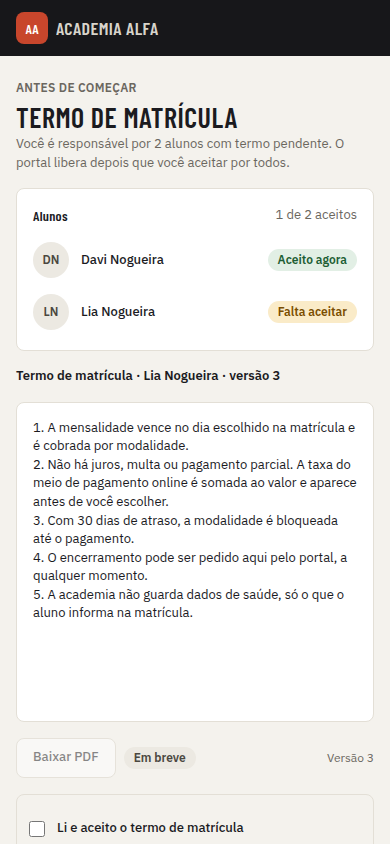 AA ACADEMIA ALFA
ANTES DE COMEÇAR
TERMO DE MATRÍCULA
Você é responsável por 2 alunos com termo pendente. O
portal libera depois que você aceitar por todos.
Alunos 1 de 2 aceitos
DN Davi Nogueira Aceito agora
LN Lia Nogueira Falta aceitar
Termo de matrícula · Lia Nogueira · versão 3
1. A mensalidade vence no dia escolhido na matrícula e
é cobrada por modalidade.
2. Não há juros, multa ou pagamento parcial. A taxa do
meio de pagamento online é somada ao valor e aparece
antes de você escolher.
3. Com 30 dias de atraso, a modalidade é bloqueada
até o pagamento.
4. O encerramento pode ser pedido aqui pelo portal, a
qualquer momento.
5. A academia não guarda dados de saúde, só o que o
aluno informa na matrícula.
Baixar PDF Em breve Versão 3
Li e aceito o termo de matrícula